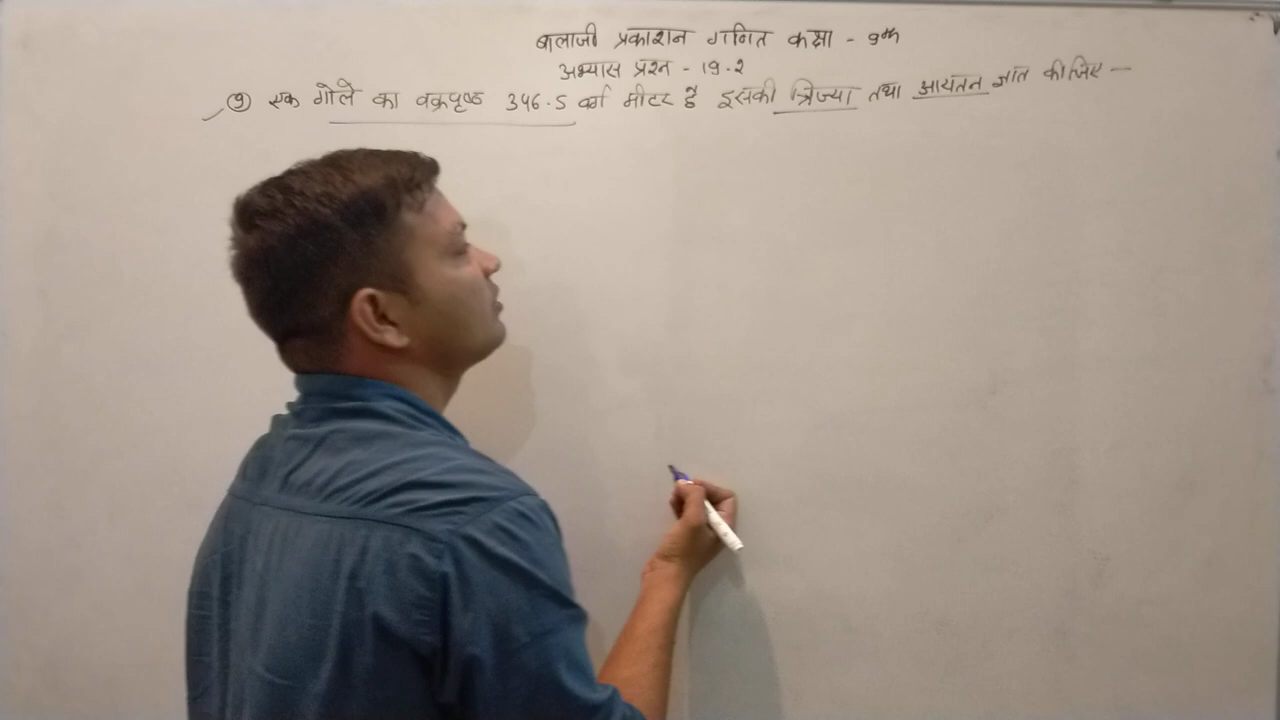 बालाजी प्रकाशन गणित कक्षा - 9th
अभ्यास प्रश्न - 19.2
9) एक गोले का वक्रपृष्ठ 346.5 वर्ग मीटर है इसकी त्रिज्या तथा आयतन ज्ञात कीजिए -